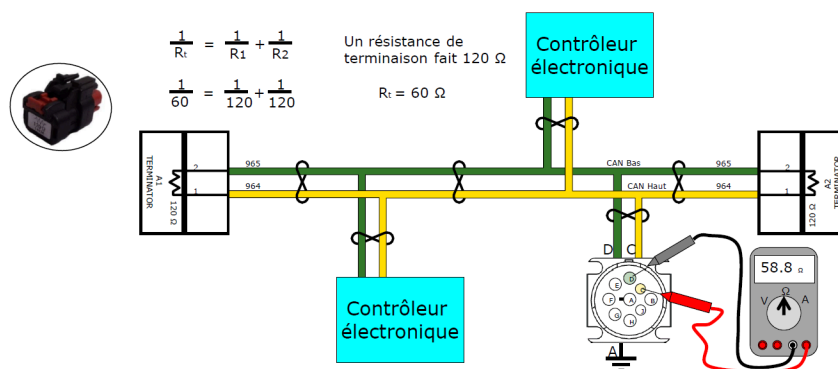 1/Rt = 1/R1 + 1/R2
1/60 = 1/120 + 1/120
Un résistance de
terminaison fait 120 Ω
Rt = 60 Ω
Contrôleur
électronique
TERMINATOR
A1
120 Ω
2
1
965
964
CAN Bas
CAN Haut
965
964
2
1
A2
TERMINATOR
120 Ω
Contrôleur
électronique
D C
D
E
C
F
A
B
G
J
H
A
58.8 Ω
Ω
V
A